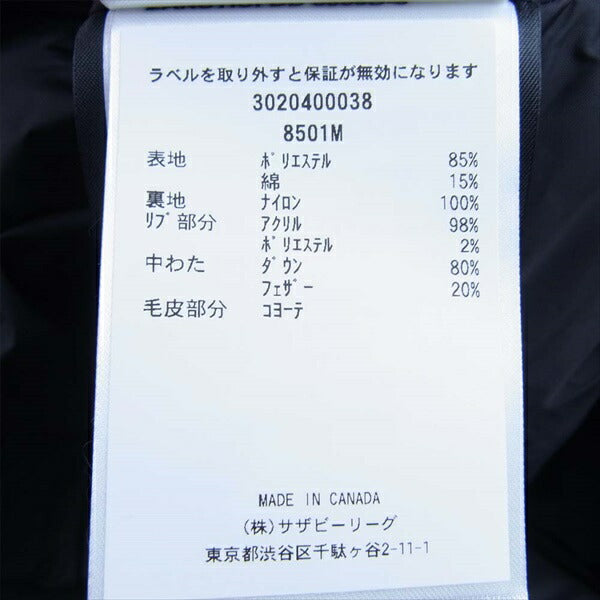 ラベルを取り外すと保証が無効になります
3020400038
8501M
表地 ﾎﾟﾘｴｽﾃﾙ 85%
綿 15%
裏地 ﾅｲﾛﾝ 100%
ﾘﾌﾞ部分 ｱｸﾘﾙ 98%
ﾎﾟﾘｴｽﾃﾙ 2%
中わた ﾀﾞｳﾝ 80%
ﾌｪｻﾞｰ 20%
毛皮部分 ｺﾖｰﾃ
MADE IN CANADA
(株)サザビーリーグ
東京都渋谷区千駄ヶ谷2-11-1